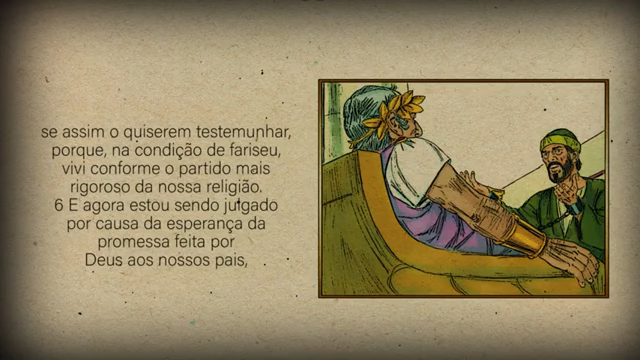 se assim o quiserem testemunhar,
porque, na condição de fariseu,
vivi conforme o partido mais
rigoroso da nossa religião.
6 E agora estou sendo julgado
por causa da esperança da
promessa feita por
Deus aos nossos pais,